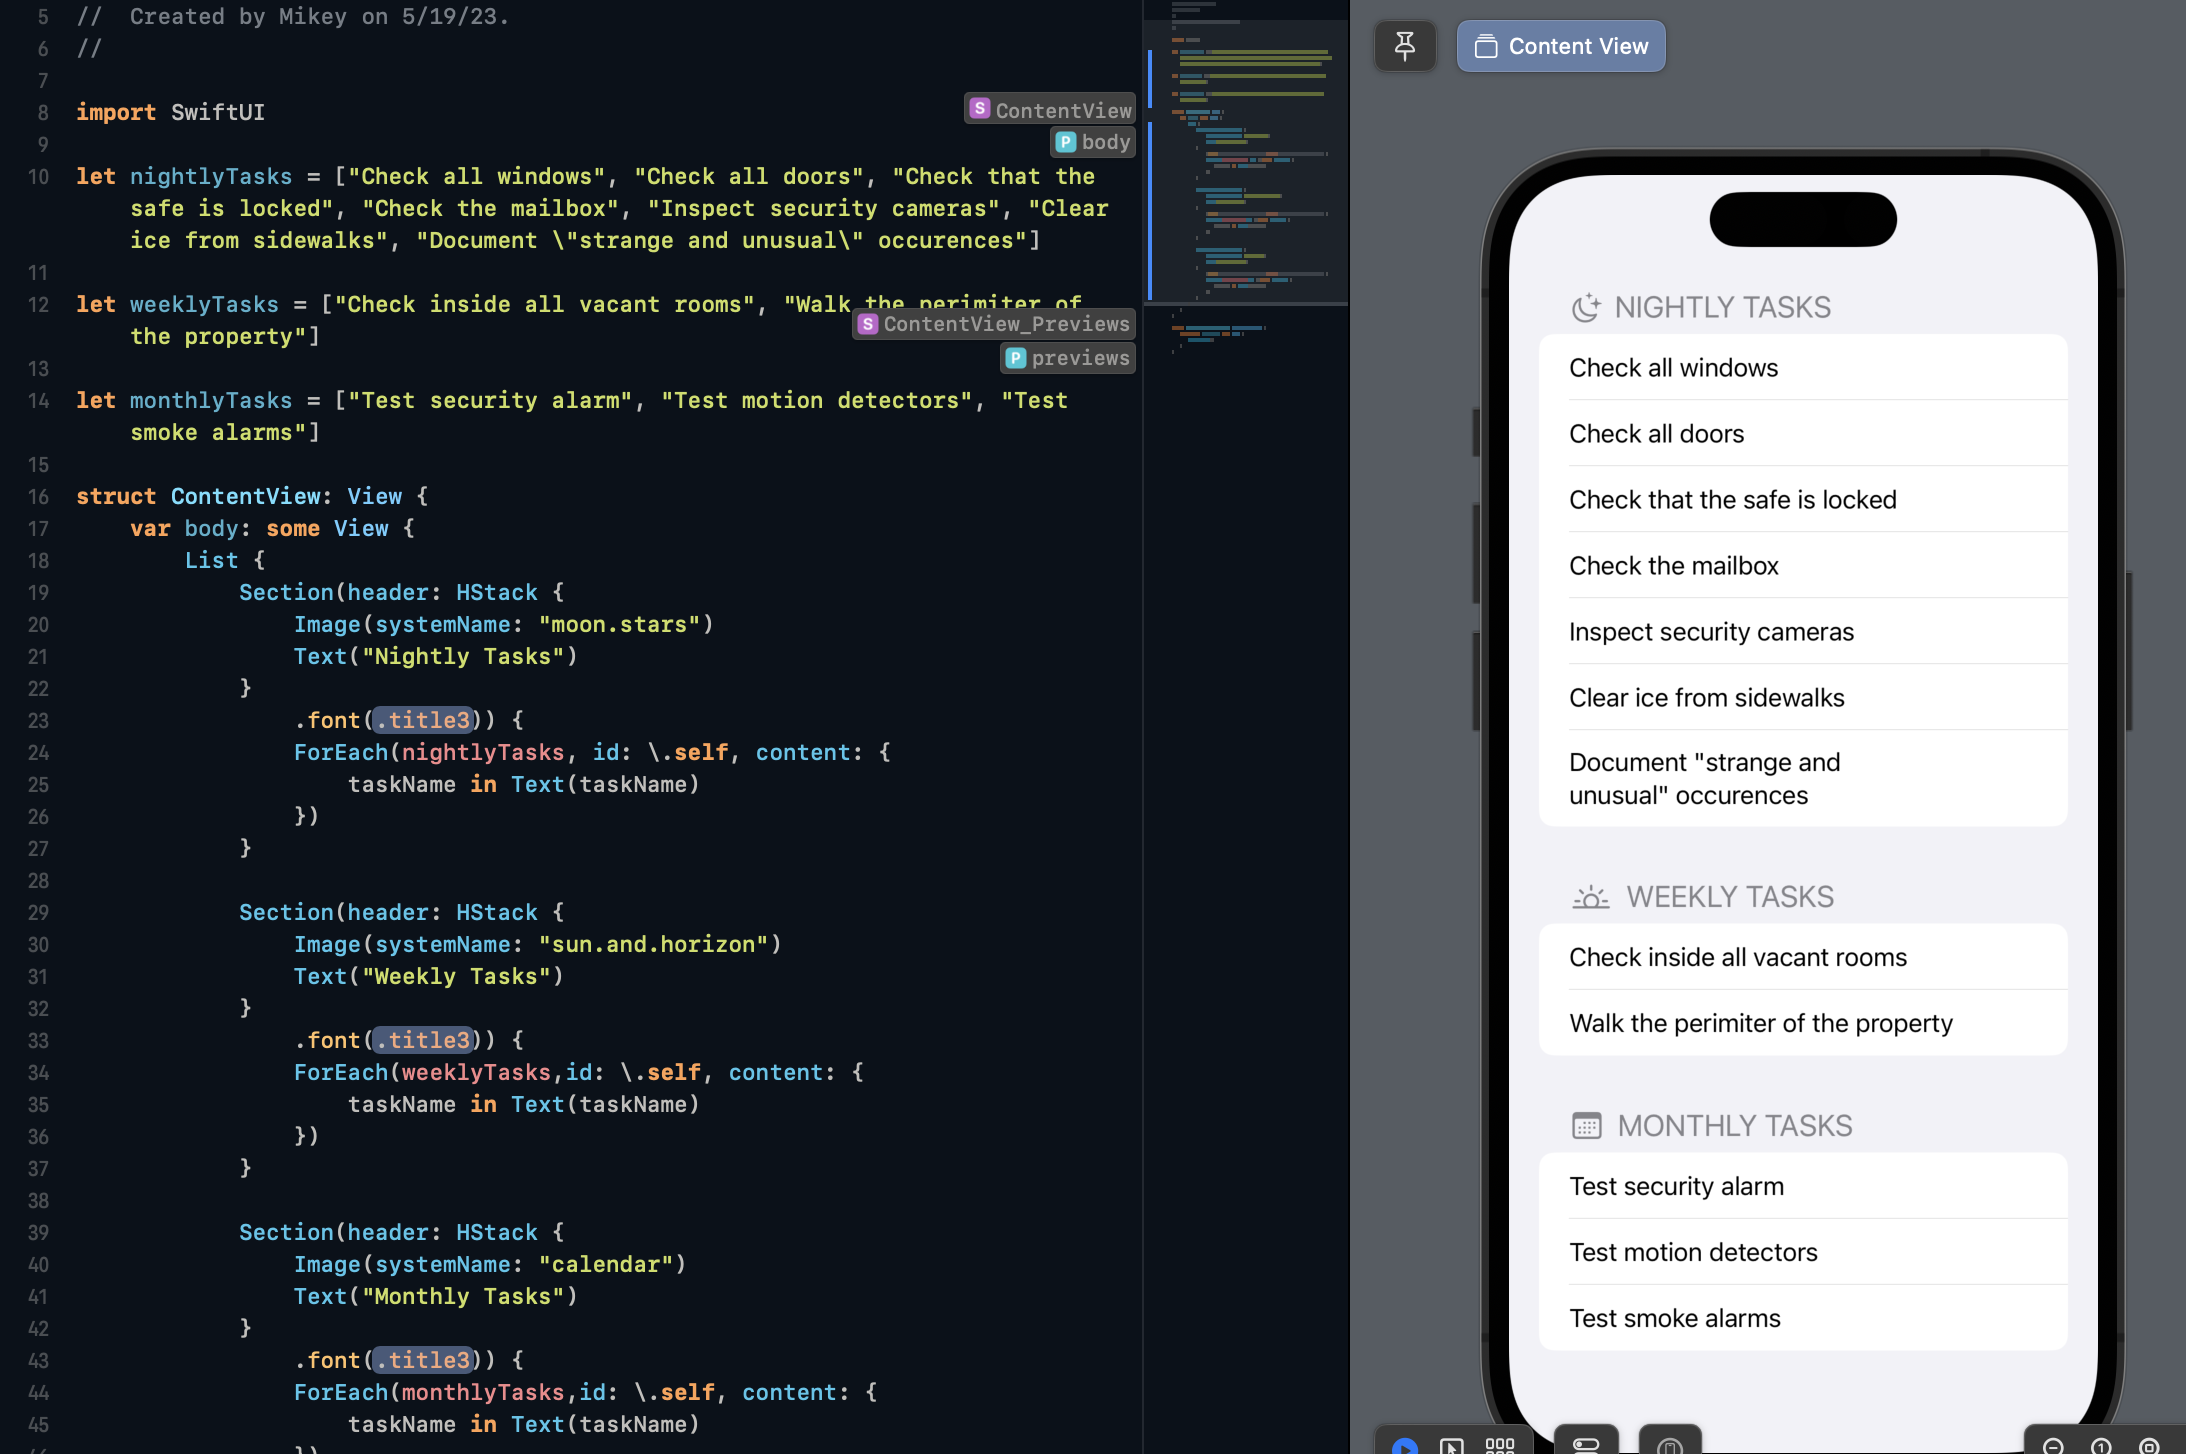 5 //  Created by Mikey on 5/19/23.
6 //
7
8 import SwiftUI
9
10 let nightlyTasks = ["Check all windows", "Check all doors", "Check that the
safe is locked", "Check the mailbox", "Inspect security cameras", "Clear
ice from sidewalks", "Document \"strange and unusual\" occurences"]
11
12 let weeklyTasks = ["Check inside all vacant rooms", "Walk the perimiter of
the property"]
13
14 let monthlyTasks = ["Test security alarm", "Test motion detectors", "Test
smoke alarms"]
15
16 struct ContentView: View {
17     var body: some View {
18         List {
19             Section(header: HStack {
20                 Image(systemName: "moon.stars")
21                 Text("Nightly Tasks")
22             }
23                 .font(.title3)) {
24                 ForEach(nightlyTasks, id: \.self, content: {
25                     taskName in Text(taskName)
26                 })
27             }
28
29             Section(header: HStack {
30                 Image(systemName: "sun.and.horizon")
31                 Text("Weekly Tasks")
32             }
33                 .font(.title3)) {
34                 ForEach(weeklyTasks,id: \.self, content: {
35                     taskName in Text(taskName)
36                 })
37             }
38
39             Section(header: HStack {
40                 Image(systemName: "calendar")
41                 Text("Monthly Tasks")
42             }
43                 .font(.title3)) {
44                 ForEach(monthlyTasks,id: \.self, content: {
45                     taskName in Text(taskName)
})
S ContentView
P body
S ContentView_Previews
P previews
Content View
NIGHTLY TASKS
Check all windows
Check all doors
Check that the safe is locked
Check the mailbox
Inspect security cameras
Clear ice from sidewalks
Document "strange and
unusual" occurences
WEEKLY TASKS
Check inside all vacant rooms
Walk the perimiter of the property
MONTHLY TASKS
Test security alarm
Test motion detectors
Test smoke alarms